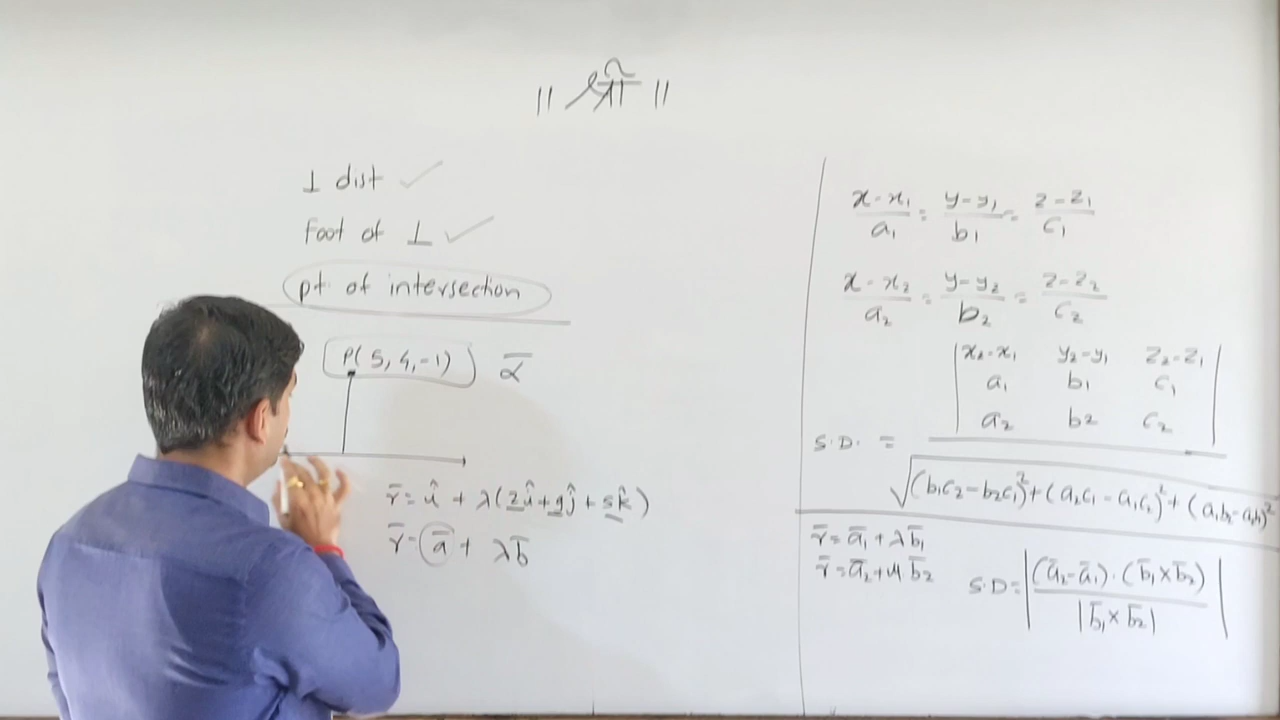 || श्री ||
⊥ dist ✓
Foot of ⊥ ✓
pt. of intersection
P(5, 4, -1) ᾱ
r̄ = î + λ(2î + 9ĵ + 5k̂)
r̄ = ā + λb̄
x-x₁/a₁ = y-y₁/b₁ = z-z₁/c₁
x-x₂/a₂ = y-y₂/b₂ = z-z₂/c₂
| x₂-x₁ y₂-y₁ z₂-z₁ |
| a₁ b₁ c₁ |
| a₂ b₂ c₂ |
S.D. =
√(b₁c₂-b₂c₁)² + (a₂c₁-a₁c₂)² + (a₁b₂-a₂b₁)²
r̄ = ā₁ + λb̄₁
r̄ = ā₂ + μ b̄₂
S.D = | (ā₂-ā₁)·(b̄₁×b̄₂) / |b̄₁×b̄₂| |